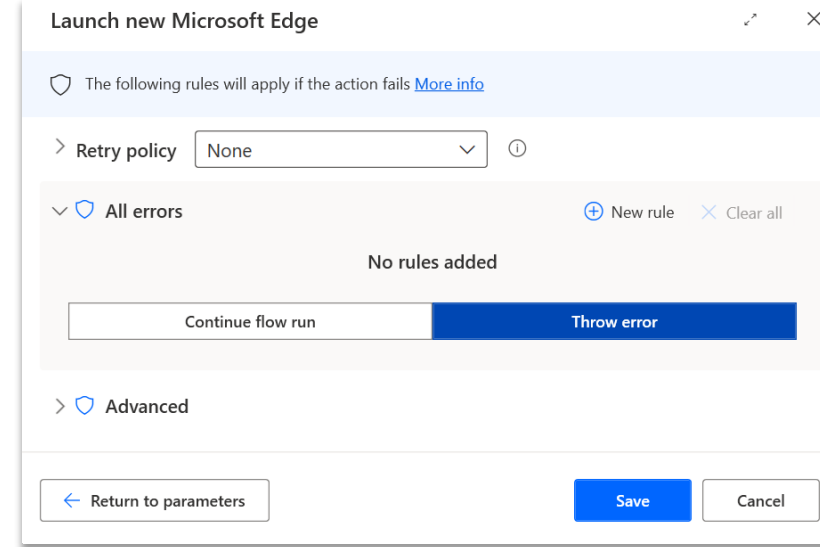 Launch new Microsoft Edge
The following rules will apply if the action fails More info
Retry policy None
All errors New rule Clear all
No rules added
Continue flow run Throw error
Advanced
Return to parameters Save Cancel